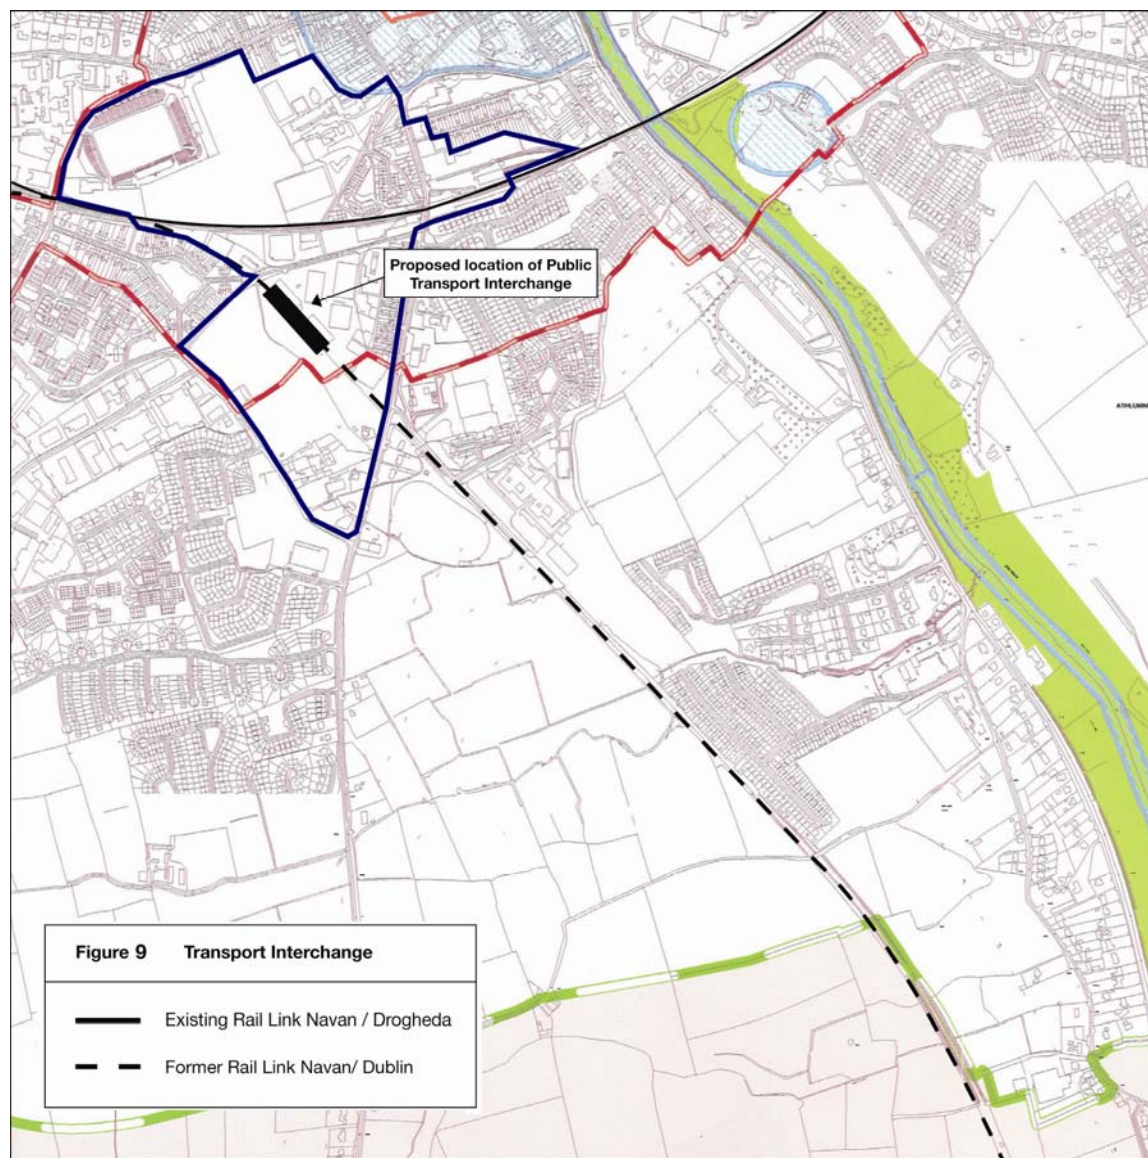 Proposed location of Public
Transport Interchange
Figure 9 Transport Interchange
Existing Rail Link Navan / Drogheda
Former Rail Link Navan/ Dublin